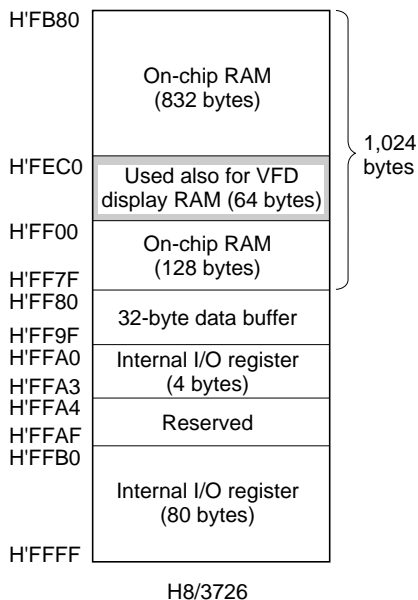 H'FB80
On-chip RAM
(832 bytes)
1,024
bytes
H'FEC0
Used also for VFD
display RAM (64 bytes)
H'FF00
On-chip RAM
(128 bytes)
H'FF7F
H'FF80
32-byte data buffer
H'FF9F
H'FFA0
Internal I/O register
(4 bytes)
H'FFA3
H'FFA4
Reserved
H'FFAF
H'FFB0
Internal I/O register
(80 bytes)
H'FFFF
H8/3726